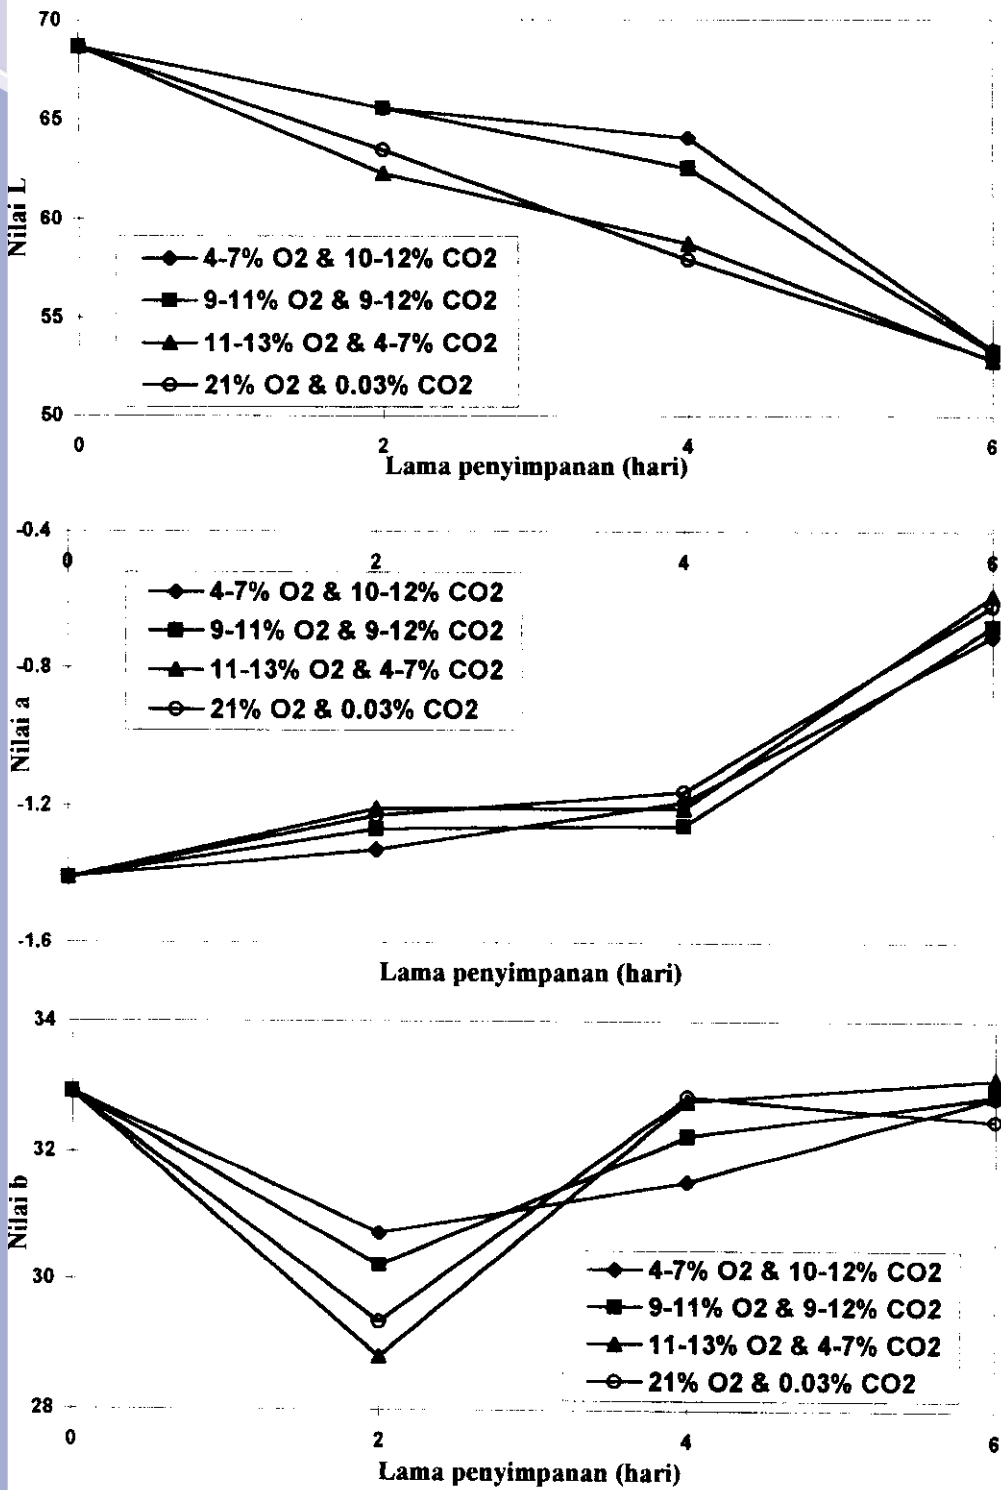 70
65
60
55
50
Nilai L
4-7% O2 & 10-12% CO2
9-11% O2 & 9-12% CO2
11-13% O2 & 4-7% CO2
21% O2 & 0.03% CO2
0 2 4 6
Lama penyimpanan (hari)
-0.4
0 2 4 6
-0.8
-1.2
-1.6
Nilai a
4-7% O2 & 10-12% CO2
9-11% O2 & 9-12% CO2
11-13% O2 & 4-7% CO2
21% O2 & 0.03% CO2
Lama penyimpanan (hari)
34
32
30
28
Nilai b
4-7% O2 & 10-12% CO2
9-11% O2 & 9-12% CO2
11-13% O2 & 4-7% CO2
21% O2 & 0.03% CO2
0 2 4 6
Lama penyimpanan (hari)